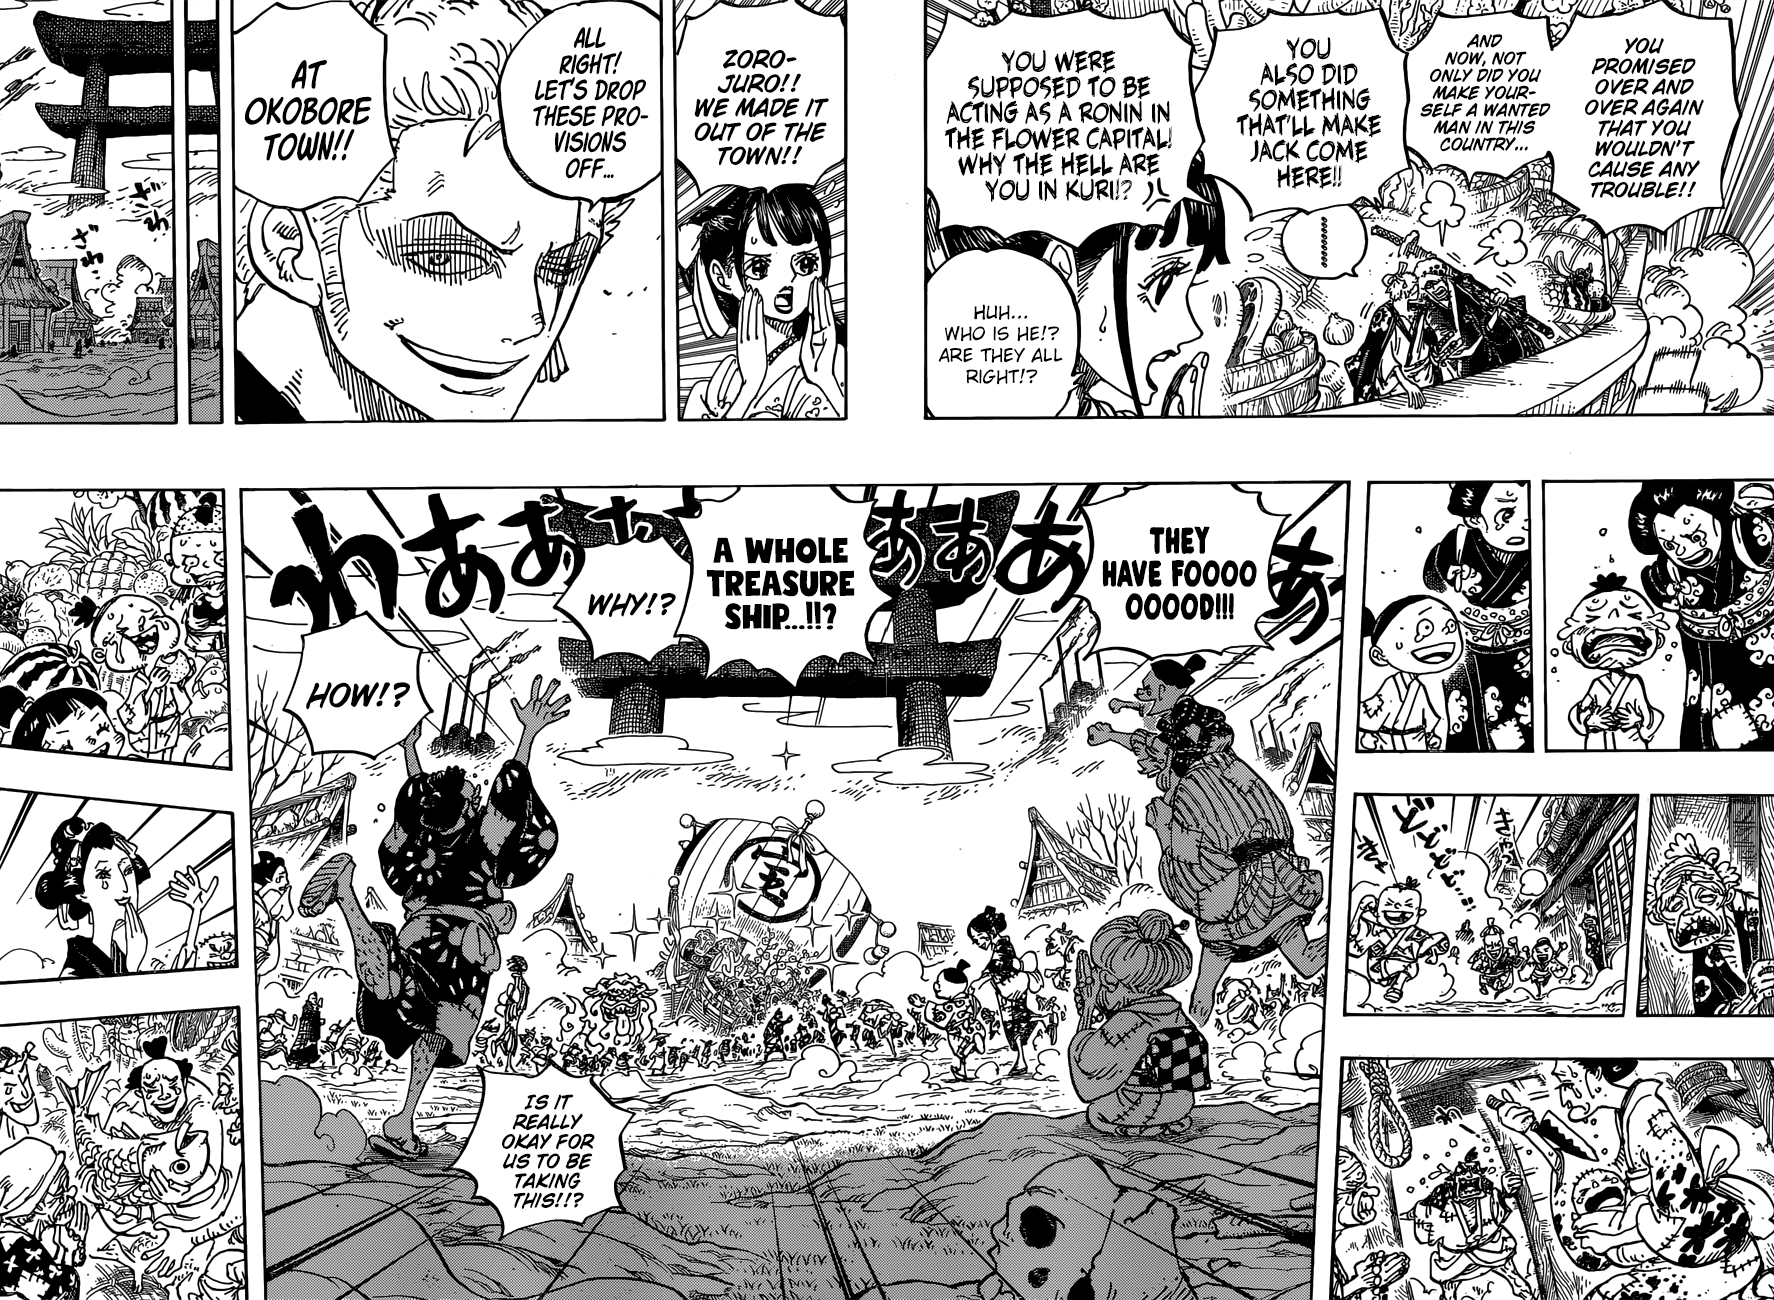 YOU
PROMISED
OVER AND
OVER AGAIN
THAT YOU
WOULDN'T
CAUSE ANY
TROUBLE!!
AND
NOW, NOT
ONLY DID YOU
MAKE YOUR-
SELF A WANTED
MAN IN THIS
COUNTRY...
YOU
ALSO DID
SOMETHING
THAT'LL MAKE
JACK COME
HERE!!
YOU WERE
SUPPOSED TO BE
ACTING AS A RONIN IN
THE FLOWER CAPITAL!
WHY THE HELL ARE
YOU IN KURI!?
HUH...
WHO IS HE!?
ARE THEY ALL
RIGHT!?
ZORO-
JURO!!
WE MADE IT
OUT OF THE
TOWN!!
ALL
RIGHT!
LET'S DROP
THESE PRO-
VISIONS
OFF...
AT
OKOBORE
TOWN!!
わー
ざわ
THEY
HAVE FOOOO
OOOOD!!!
A WHOLE
TREASURE
SHIP...!!?
WHY!?
HOW!?
わあああああああ
宝
IS IT
REALLY
OKAY FOR
US TO BE
TAKING
THIS!!?